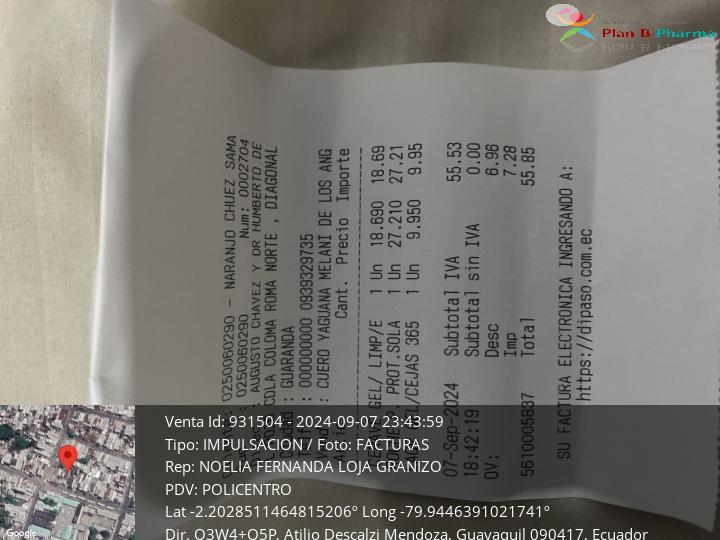 Plan B Pharma
0250060290 - NARANJO CHUEZ SAMA
: 0250060290 Num: 0002704
: AUGUSTO CHAVEZ Y DR HUMBERTO DE
COLA COLOMA ROMA NORTE , DIAGONAL
: GUARANDA
: 000000000 0939329735
: CUERO YAGUANA MELANI DE LOS ANG
Cant. Precio Importe
GEL/ LIMP/E 1 Un 18.690 18.69
PROT.SOLA 1 Un 27.210 27.21
/CEJAS 365 1 Un 9.950 9.95
07-Sep-2024 Subtotal IVA 55.53
18:42:19 Subtotal sin IVA 0.00
OV: Desc 6.96
Imp 7.28
5610005837 Total 55.85
SU FACTURA ELECTRONICA INGRESANDO A:
https://dipaso.com.ec
Venta Id: 931504 - 2024-09-07 23:43:59
Tipo: IMPULSACION / Foto: FACTURAS
Rep: NOELIA FERNANDA LOJA GRANIZO
PDV: POLICENTRO
Lat -2.2028511464815206° Long -79.9446391021741°
Dir. Q3W4+Q5P, Atilio Descalzi Mendoza, Guayaquil 090417, Ecuador
Google